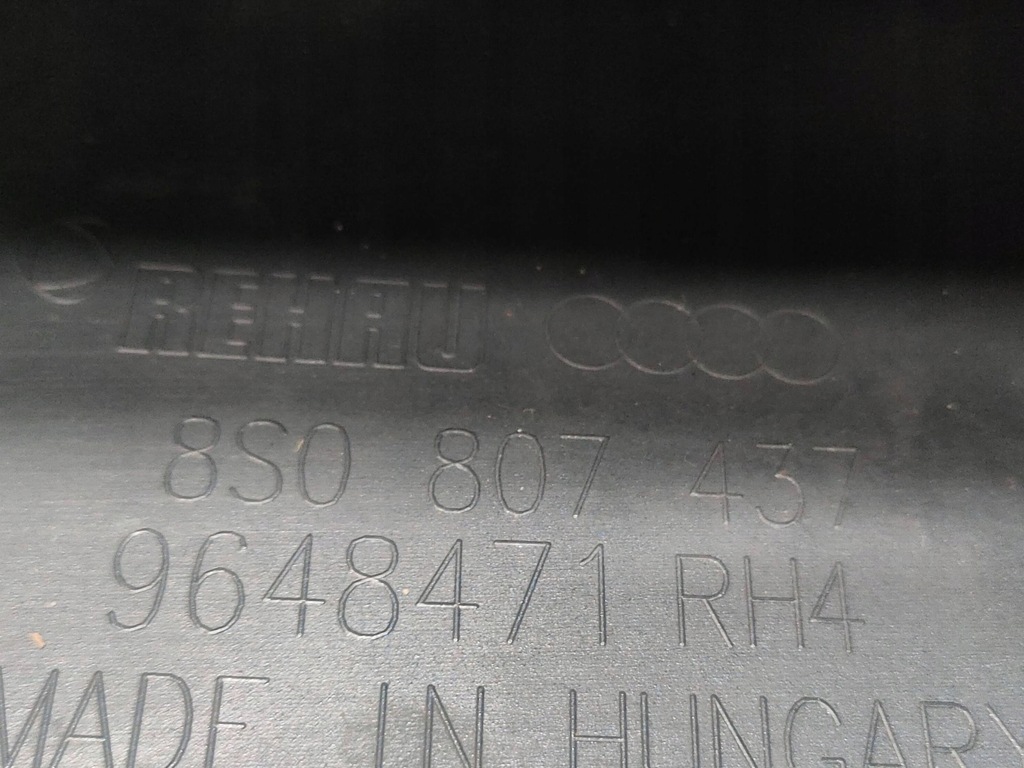 REHAU
8S0 807 437
9648471 RH4
MADE IN HUNGARY